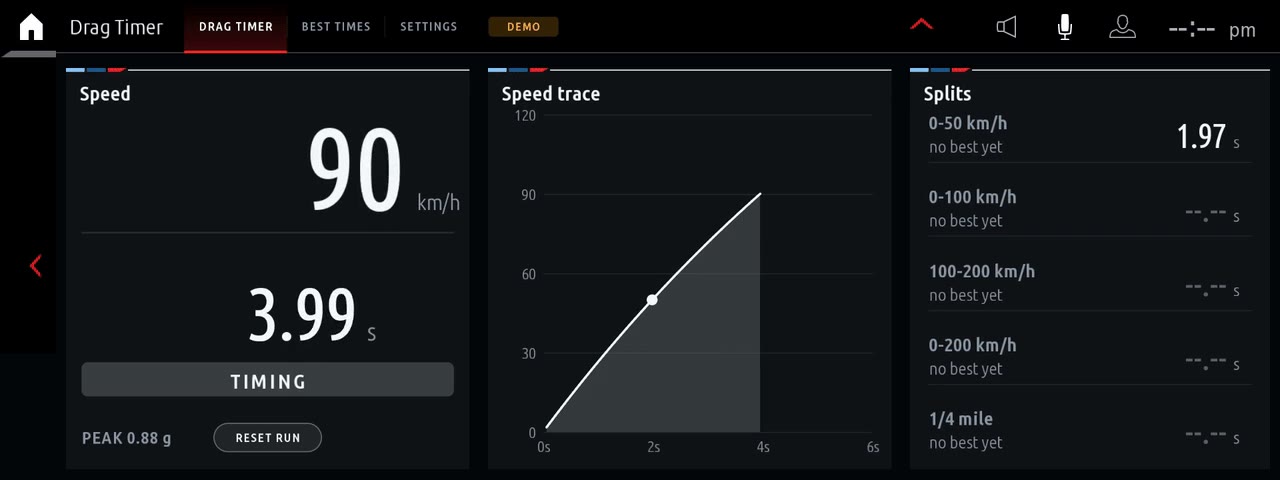 Drag Timer
DRAG TIMER
BEST TIMES
SETTINGS
DEMO
--:-- pm
Speed
90 km/h
3.99 s
TIMING
PEAK 0.88 g
RESET RUN
Speed trace
120
90
60
30
0
0s
2s
4s
6s
Splits
0-50 km/h
no best yet
1.97 s
0-100 km/h
no best yet
--.-- s
100-200 km/h
no best yet
--.-- s
0-200 km/h
no best yet
--.-- s
1/4 mile
no best yet
--.-- s